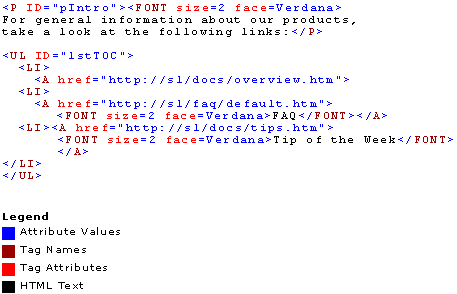 <P ID="pIntro"><FONT size=2 face=Verdana>
For general information about our products,
take a look at the following links:</P>
<UL ID="lstTOC">
<LI>
<A href="http://sl/docs/overview.htm">
<LI>
<A href="http://sl/faq/default.htm">
<FONT size=2 face=Verdana>FAQ</FONT></A>
<LI><A href="http://sl/docs/tips.htm">
<FONT size=2 face=Verdana>Tip of the Week</FONT>
</A>
</LI>
</UL>
Legend
Attribute Values
Tag Names
Tag Attributes
HTML Text